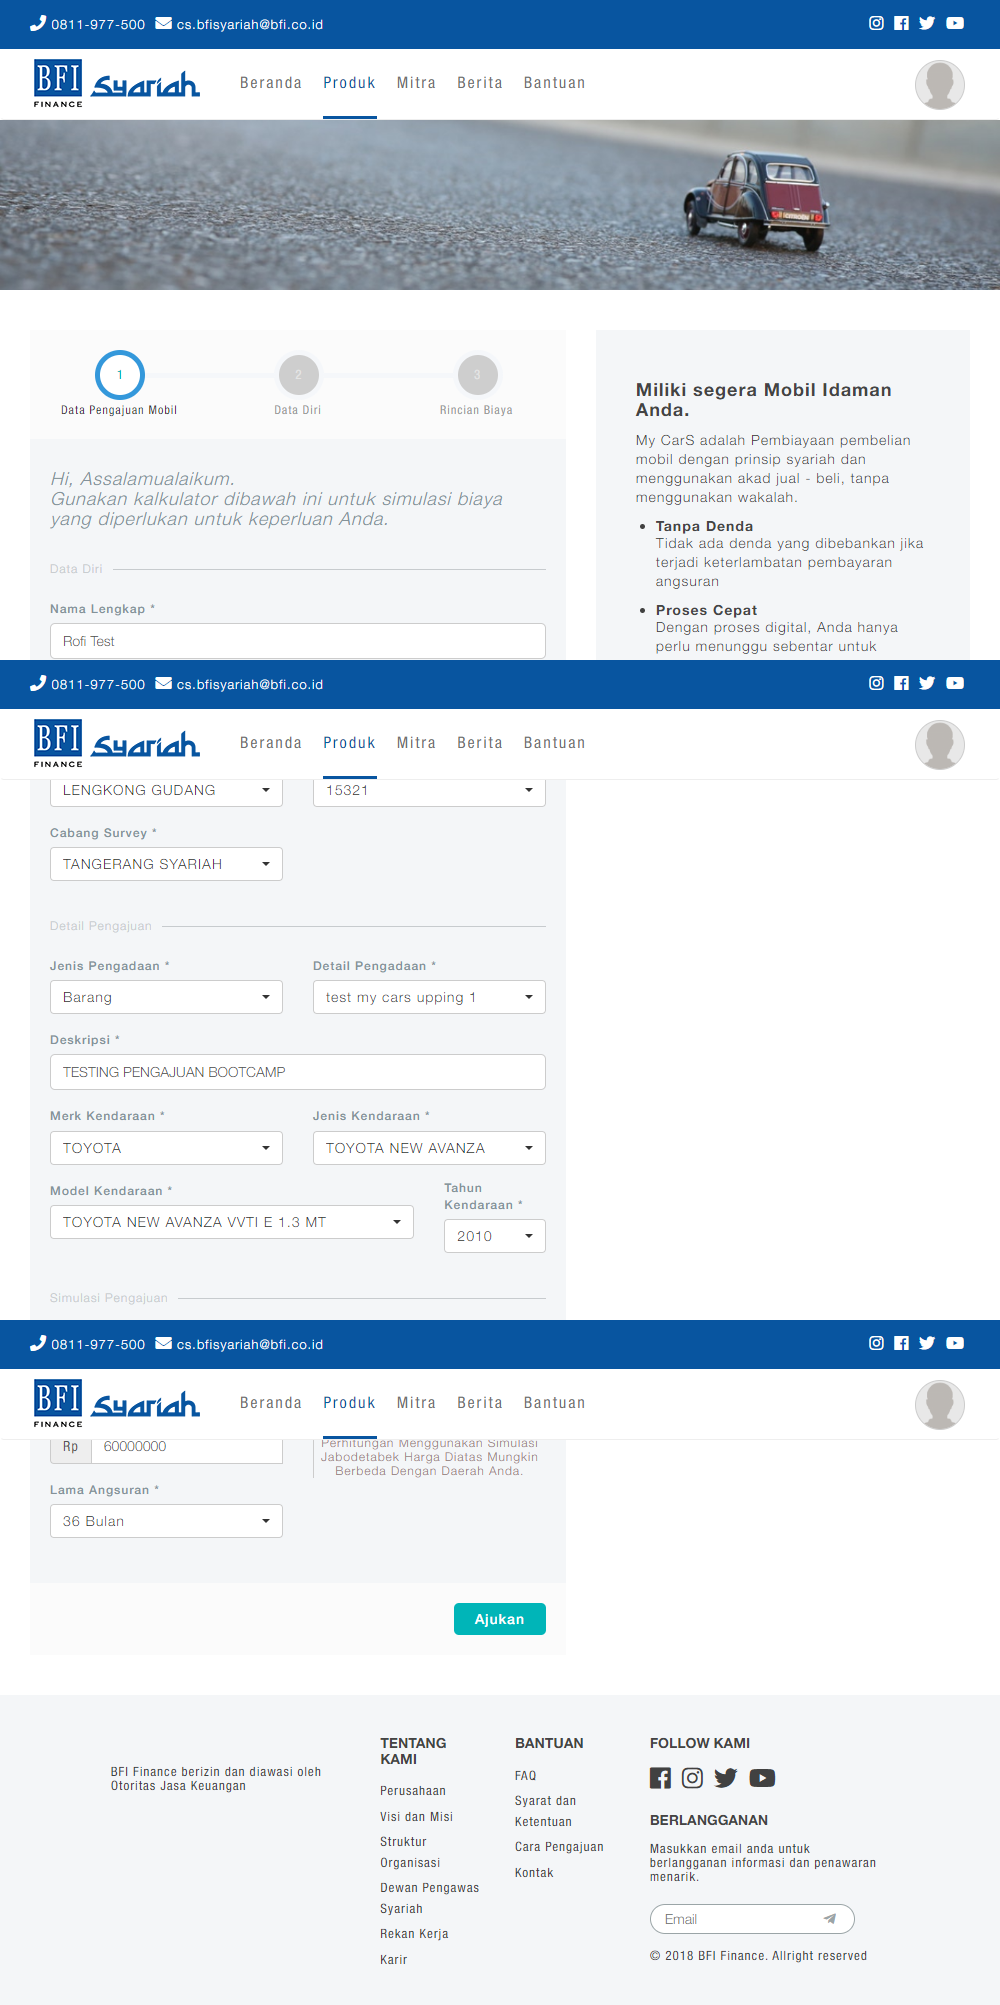 0811-977-500 cs.bfisyariah@bfi.co.id
BFI FINANCE Syariah Beranda Produk Mitra Berita Bantuan
1 2 3
Data Pengajuan Mobil Data Diri Rincian Biaya
Hi, Assalamualaikum.
Gunakan kalkulator dibawah ini untuk simulasi biaya
yang diperlukan untuk keperluan Anda.
Data Diri
Nama Lengkap *
Rofi Test
Miliki segera Mobil Idaman
Anda.
My CarS adalah Pembiayaan pembelian
mobil dengan prinsip syariah dan
menggunakan akad jual - beli, tanpa
menggunakan wakalah.
Tanpa Denda
Tidak ada denda yang dibebankan jika
terjadi keterlambatan pembayaran
angsuran
Proses Cepat
Dengan proses digital, Anda hanya
perlu menunggu sebentar untuk
0811-977-500 cs.bfisyariah@bfi.co.id
BFI FINANCE Syariah Beranda Produk Mitra Berita Bantuan
LENGKONG GUDANG 15321
Cabang Survey *
TANGERANG SYARIAH
Detail Pengajuan
Jenis Pengadaan * Detail Pengadaan *
Barang test my cars upping 1
Deskripsi *
TESTING PENGAJUAN BOOTCAMP
Merk Kendaraan * Jenis Kendaraan *
TOYOTA TOYOTA NEW AVANZA
Model Kendaraan *
TOYOTA NEW AVANZA VVTI E 1.3 MT
Tahun
Kendaraan *
2010
Simulasi Pengajuan
0811-977-500 cs.bfisyariah@bfi.co.id
BFI FINANCE Syariah Beranda Produk Mitra Berita Bantuan
Rp 60000000
Perhitungan Menggunakan Simulasi
Jabodetabek Harga Diatas Mungkin
Berbeda Dengan Daerah Anda.
Lama Angsuran *
36 Bulan
Ajukan
BFI Finance berizin dan diawasi oleh
Otoritas Jasa Keuangan
TENTANG
KAMI
Perusahaan
Visi dan Misi
Struktur
Organisasi
Dewan Pengawas
Syariah
Rekan Kerja
Karir
BANTUAN
FAQ
Syarat dan
Ketentuan
Cara Pengajuan
Kontak
FOLLOW KAMI
BERLANGGANAN
Masukkan email anda untuk
berlangganan informasi dan penawaran
menarik.
Email
© 2018 BFI Finance. Allright reserved